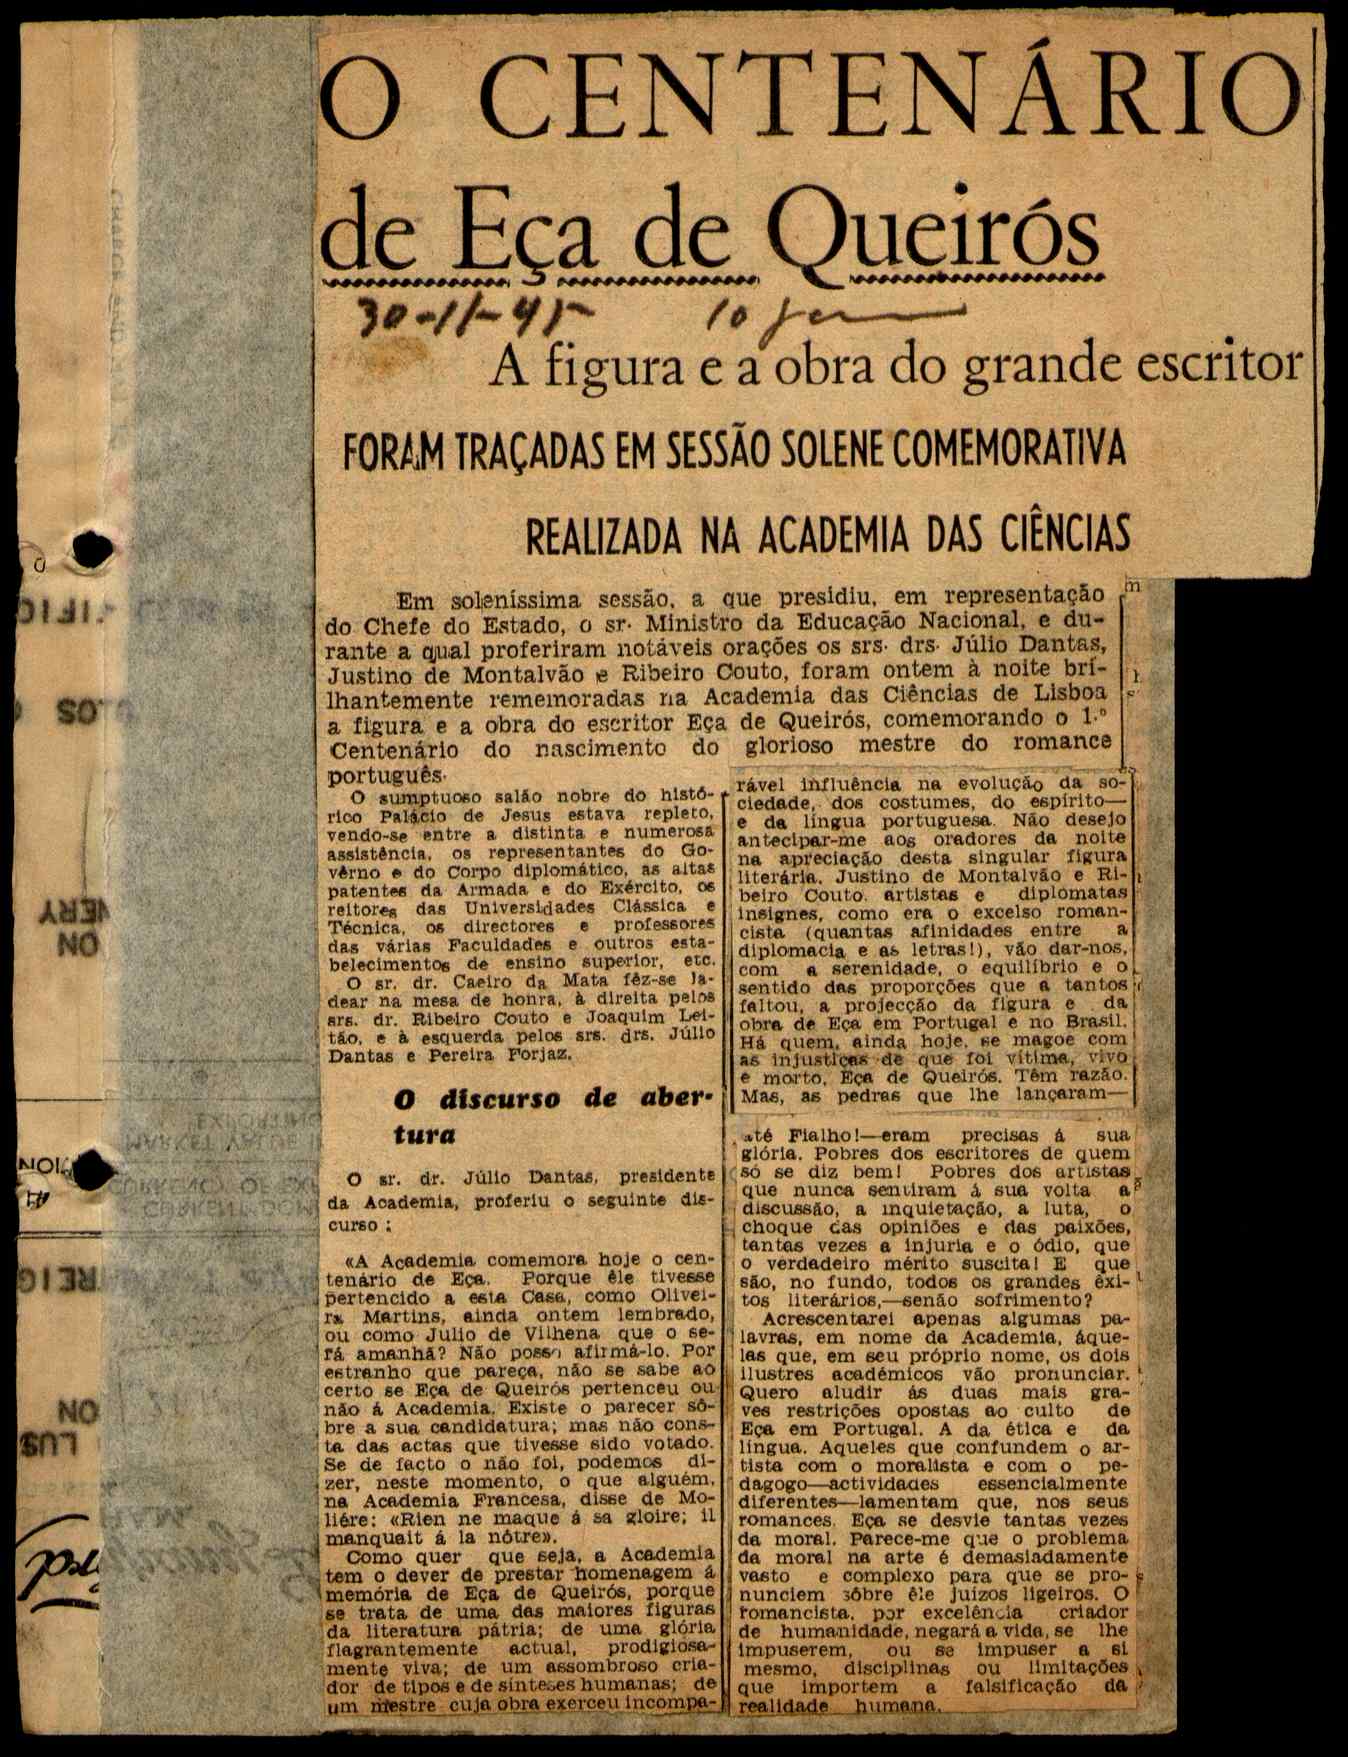 O CENTENÁRIO
de Eça de Queirós
30-11-45
A figura e a obra do grande escritor
FORAM TRAÇADAS EM SESSÃO SOLENE COMEMORATIVA
REALIZADA NA ACADEMIA DAS CIÊNCIAS
Em soleníssima sessão, a que presidiu, em representação
do Chefe do Estado, o sr. Ministro da Educação Nacional, e du-
rante a qual proferiram notáveis orações os srs. drs. Júlio Dantas,
Justino de Montalvão e Ribeiro Couto, foram ontem à noite bri-
lhantemente rememoradas na Academia das Ciências de Lisboa
a figura e a obra do escritor Eça de Queirós, comemorando o 1.º
Centenário do nascimento do glorioso mestre do romance
português.
O sumptuoso salão nobre do histó-
rico Palácio de Jesus estava repleto,
vendo-se entre a distinta e numerosa
assistência, os representantes do Go-
vêrno e do Corpo diplomático, as altas
patentes da Armada e do Exército, os
reitores das Universidades Clássica e
Técnica, os directores e professores
das várias Faculdades e outros esta-
belecimentos de ensino superior, etc.
O sr. dr. Caeiro da Mata fêz-se la-
dear na mesa de honra, à direita pelos
srs. dr. Ribeiro Couto e Joaquim Lei-
tão, e à esquerda pelos srs. drs. Júlio
Dantas e Pereira Forjaz.
O discurso de aber-
tura
O sr. dr. Júlio Dantas, presidente
da Academia, proferiu o seguinte dis-
curso :
«A Academia comemora hoje o cen-
tenário de Eça. Porque êle tivesse
pertencido a esta Casa, como Olivei-
ra Martins, ainda ontem lembrado,
ou como Julio de Vilhena que o se-
rá amanhã? Não posso afirmá-lo. Por
estranho que pareça, não se sabe ao
certo se Eça de Queirós pertenceu ou
não á Academia. Existe o parecer sô-
bre a sua candidatura; mas não cons-
ta das actas que tivesse sido votado.
Se de facto o não foi, podemos di-
zer, neste momento, o que alguém,
na Academia Francesa, disse de Mo-
liére: «Rien ne maque á sa gloire; il
manquait á la nôtre».
Como quer que seja, a Academia
tem o dever de prestar homenagem á
memória de Eça de Queirós, porque
se trata de uma das maiores figuras
da literatura pátria; de uma glória
flagrantemente actual, prodigiosa-
mente viva; de um assombroso cria-
dor de tipos e de sínteses humanas; de
um mestre cuja obra exerceu incompa-
rável influência na evolução da so-
ciedade, dos costumes, do espírito—
e da língua portuguesa. Não desejo
antecipar-me aos oradores da noite
na apreciação desta singular figura
literária. Justino de Montalvão e Ri-
beiro Couto, artistas e diplomatas
insignes, como era o excelso roman-
cista (quantas afinidades entre a
diplomacia e as letras!), vão dar-nos,
com a serenidade, o equilíbrio e o
sentido das proporções que a tantos
faltou, a projecção da figura e da
obra de Eça em Portugal e no Brasil.
Há quem, ainda hoje, se magoe com
as injustiças de que foi vítima, vivo
e morto, Eça de Queirós. Têm razão.
Mas, as pedras que lhe lançaram—
até Fialho!—eram precisas á sua
glória. Pobres dos escritores de quem
só se diz bem! Pobres dos artistas
que nunca sentiram á sua volta a
discussão, a inquietação, a luta, o
choque das opiniões e das paixões,
tantas vezes a injuria e o ódio, que
o verdadeiro mérito suscita! E que
são, no fundo, todos os grandes êxi-
tos literários,—senão sofrimento?
Acrescentarei apenas algumas pa-
lavras, em nome da Academia, áque-
las que, em seu próprio nome, os dois
ilustres académicos vão pronunciar.
Quero aludir ás duas mais gra-
ves restrições opostas ao culto de
Eça em Portugal. A da ética e da
língua. Aqueles que confundem o ar-
tista com o moralista e com o pe-
dagogo—actividades essencialmente
diferentes—lamentam que, nos seus
romances, Eça se desvie tantas vezes
da moral. Parece-me que o problema
da moral na arte é demasiadamente
vasto e complexo para que se pro-
nunciem sôbre êle juizos ligeiros. O
romancista, por excelência criador
de humanidade, negará a vida, se lhe
impuserem, ou se impuser a si
mesmo, disciplinas ou limitações
que importem a falsificação da
realidade humana.